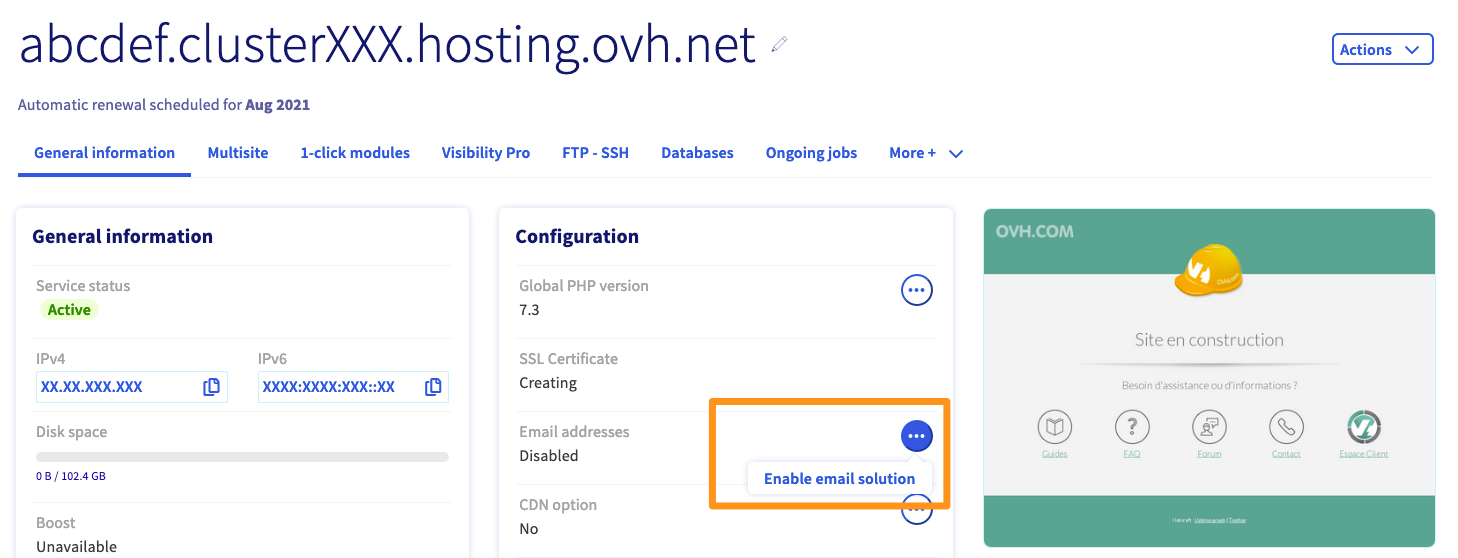 abcdef.clusterXXX.hosting.ovh.net
Actions
Automatic renewal scheduled for Aug 2021
General information
Multisite
1-click modules
Visibility Pro
FTP - SSH
Databases
Ongoing jobs
More +
General information
Service status
Active
IPv4
IPv6
XX.XX.XXX.XXX
XXXX:XXXX:XXX::XX
Disk space
0 B / 102.4 GB
Boost
Unavailable
Configuration
Global PHP version
7.3
SSL Certificate
Creating
Email addresses
Disabled
Enable email solution
CDN option
No
OVH.COM
Site en construction
Besoin d'assistance ou d'informations ?
Guides
FAQ
Forum
Contact
Espace Client